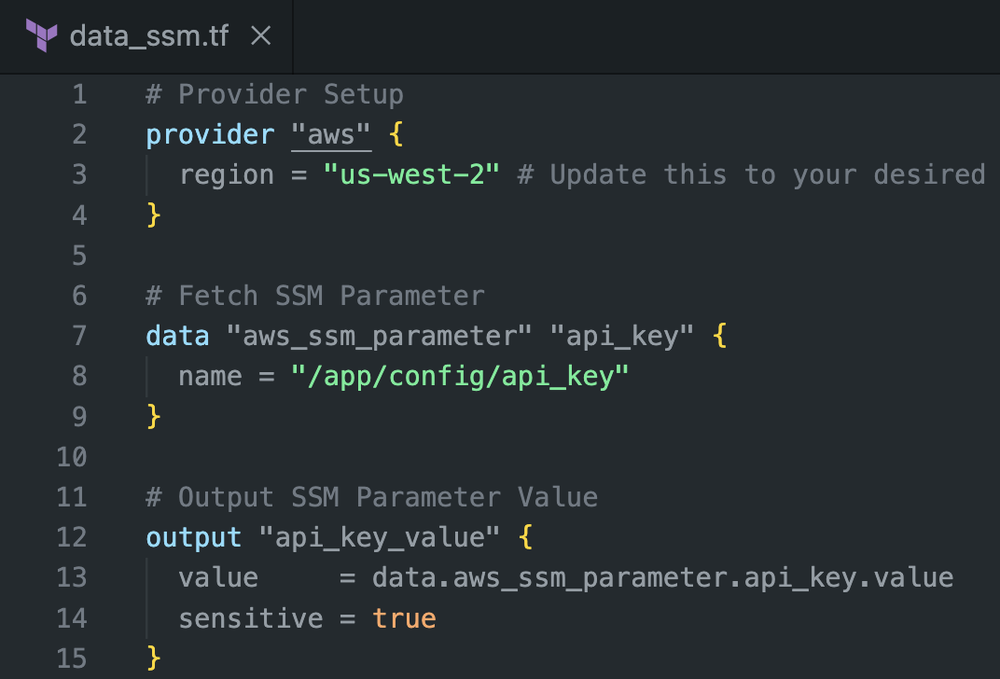 data_ssm.tf
1 # Provider Setup
2 provider "aws" {
3   region = "us-west-2" # Update this to your desired
4 }
5
6 # Fetch SSM Parameter
7 data "aws_ssm_parameter" "api_key" {
8   name = "/app/config/api_key"
9 }
10
11 # Output SSM Parameter Value
12 output "api_key_value" {
13   value     = data.aws_ssm_parameter.api_key.value
14   sensitive = true
15 }